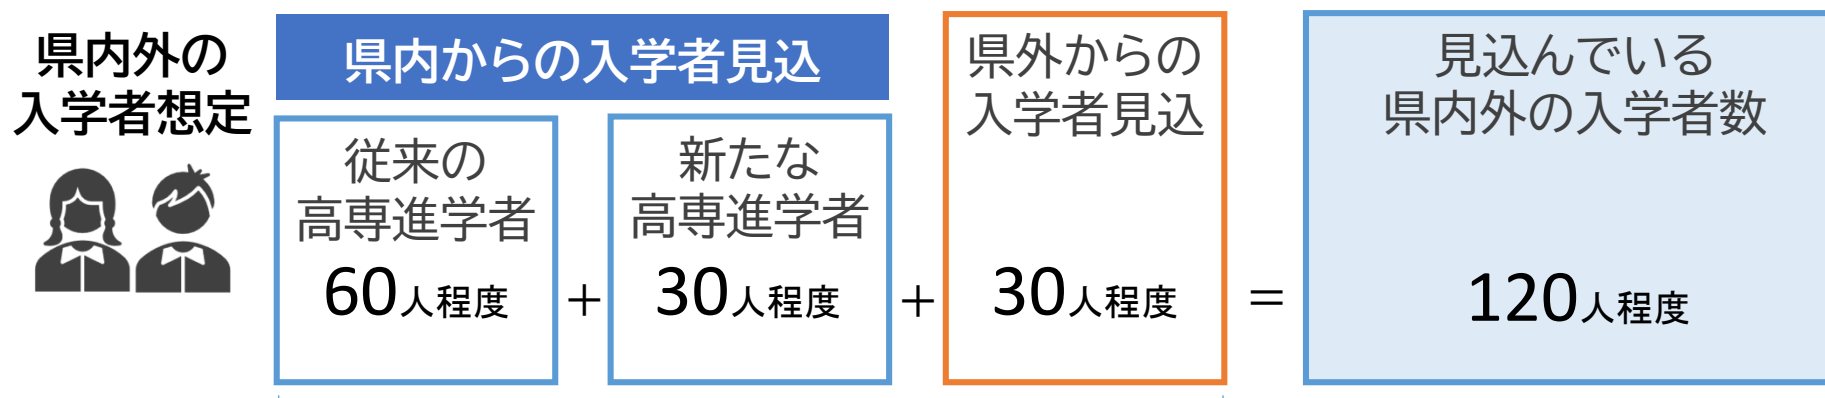 県内外の
入学者想定
県内からの入学者見込
従来の
高専進学者
60人程度
+
新たな
高専進学者
30人程度
+
県外からの
入学者見込
30人程度
=
見込んでいる
県内外の入学者数
120人程度